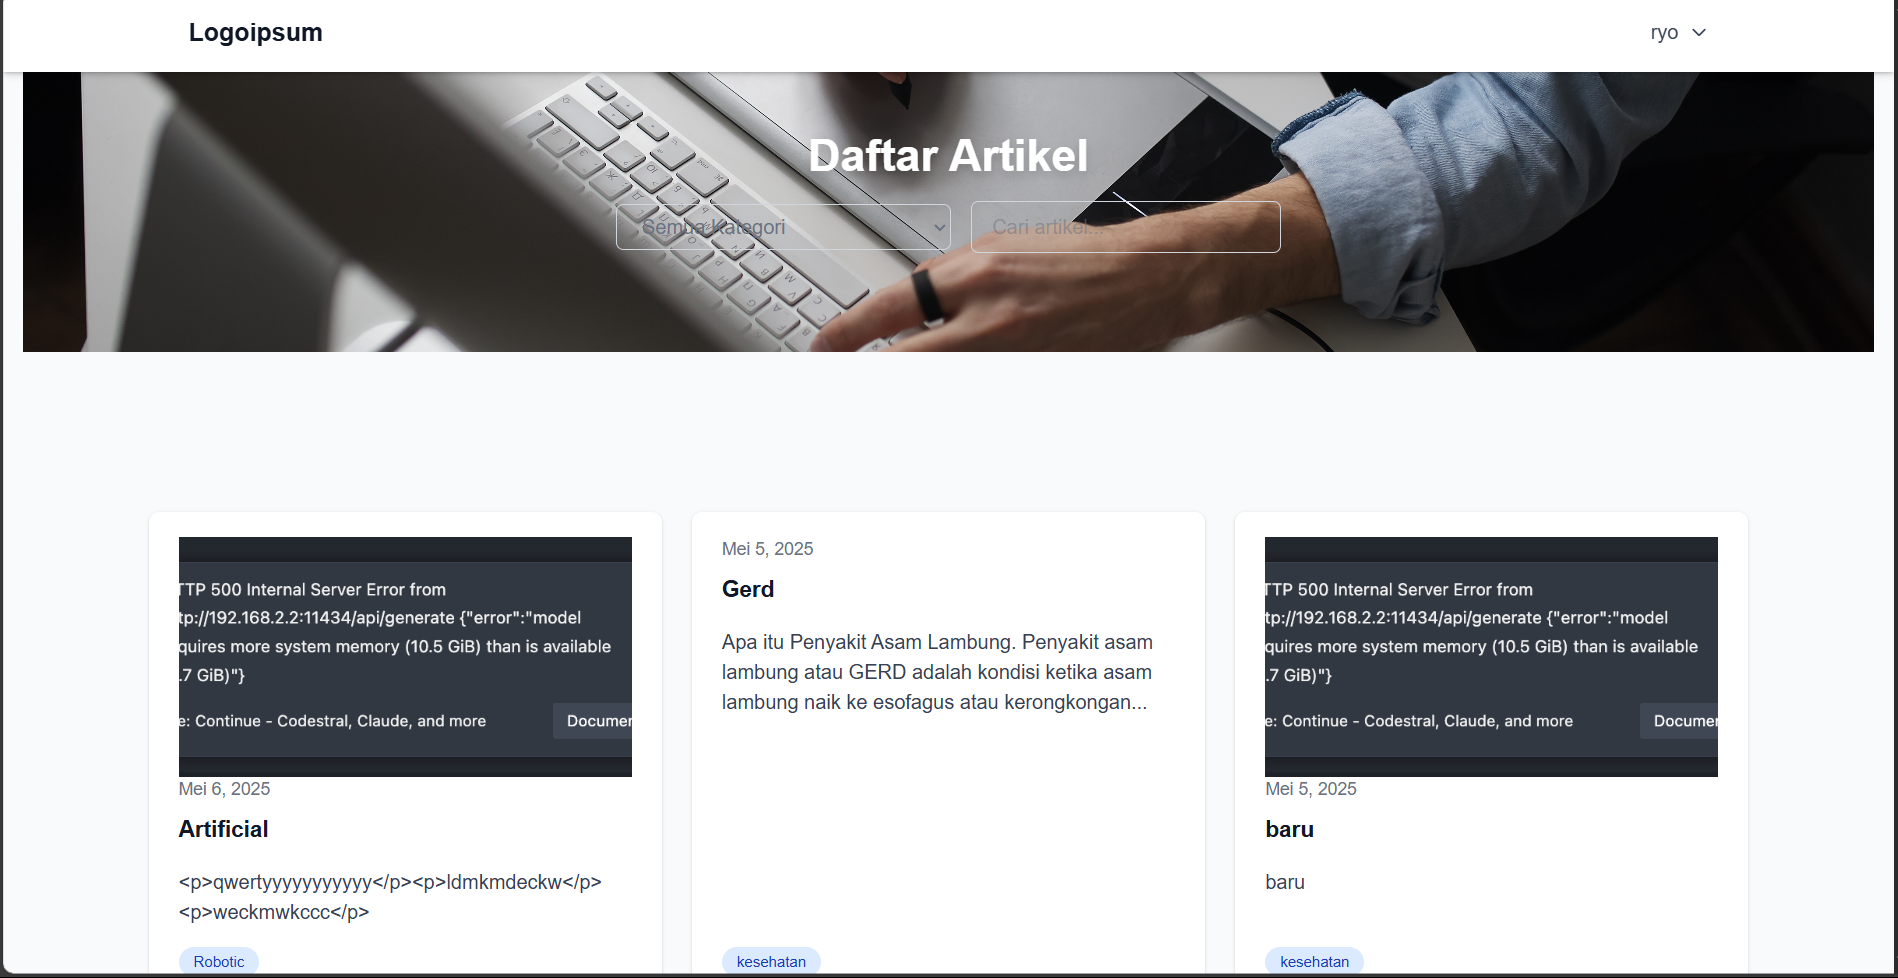 Logoipsum
ryo
Daftar Artikel
Semua Kategori
Cari artikel...
TTP 500 Internal Server Error from
tp://192.168.2.2:11434/api/generate {"error":"model
quires more system memory (10.5 GiB) than is available
.7 GiB)"}
e: Continue - Codestral, Claude, and more
Documen
Mei 6, 2025
Artificial
<p>qwertyyyyyyyyyyy</p><p>ldmkmdeckw</p>
<p>weckmwkccc</p>
Robotic
Mei 5, 2025
Gerd
Apa itu Penyakit Asam Lambung. Penyakit asam
lambung atau GERD adalah kondisi ketika asam
lambung naik ke esofagus atau kerongkongan...
kesehatan
TTP 500 Internal Server Error from
tp://192.168.2.2:11434/api/generate {"error":"model
quires more system memory (10.5 GiB) than is available
.7 GiB)"}
e: Continue - Codestral, Claude, and more
Documen
Mei 5, 2025
baru
baru
kesehatan